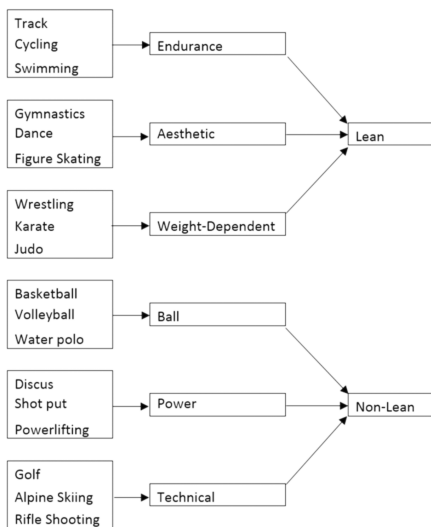 Track
Cycling
Swimming
Endurance
Gymnastics
Dance
Figure Skating
Aesthetic
Lean
Wrestling
Karate
Judo
Weight-Dependent
Basketball
Volleyball
Water polo
Ball
Discus
Shot put
Powerlifting
Power
Non-Lean
Golf
Alpine Skiing
Rifle Shooting
Technical